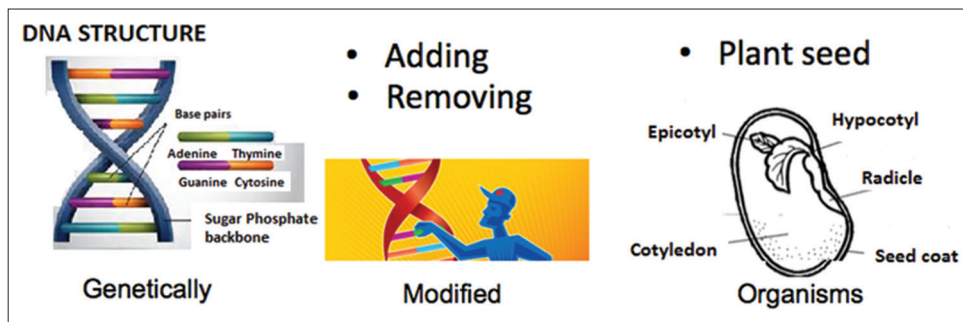 DNA STRUCTURE
Base pairs
Adenine Thymine
Guanine Cytosine
Sugar Phosphate
backbone
Genetically
• Adding
• Removing
Modified
• Plant seed
Epicotyl
Hypocotyl
Radicle
Cotyledon
Seed coat
Organisms